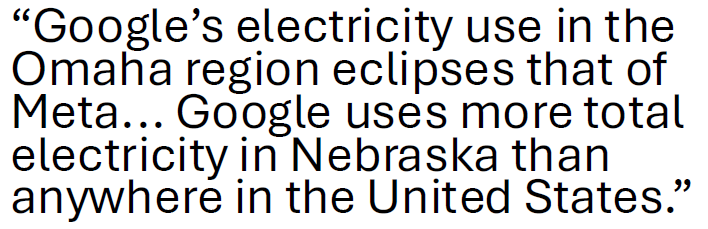 “Google’s electricity use in the
Omaha region eclipses that of
Meta... Google uses more total
electricity in Nebraska than
anywhere in the United States.”